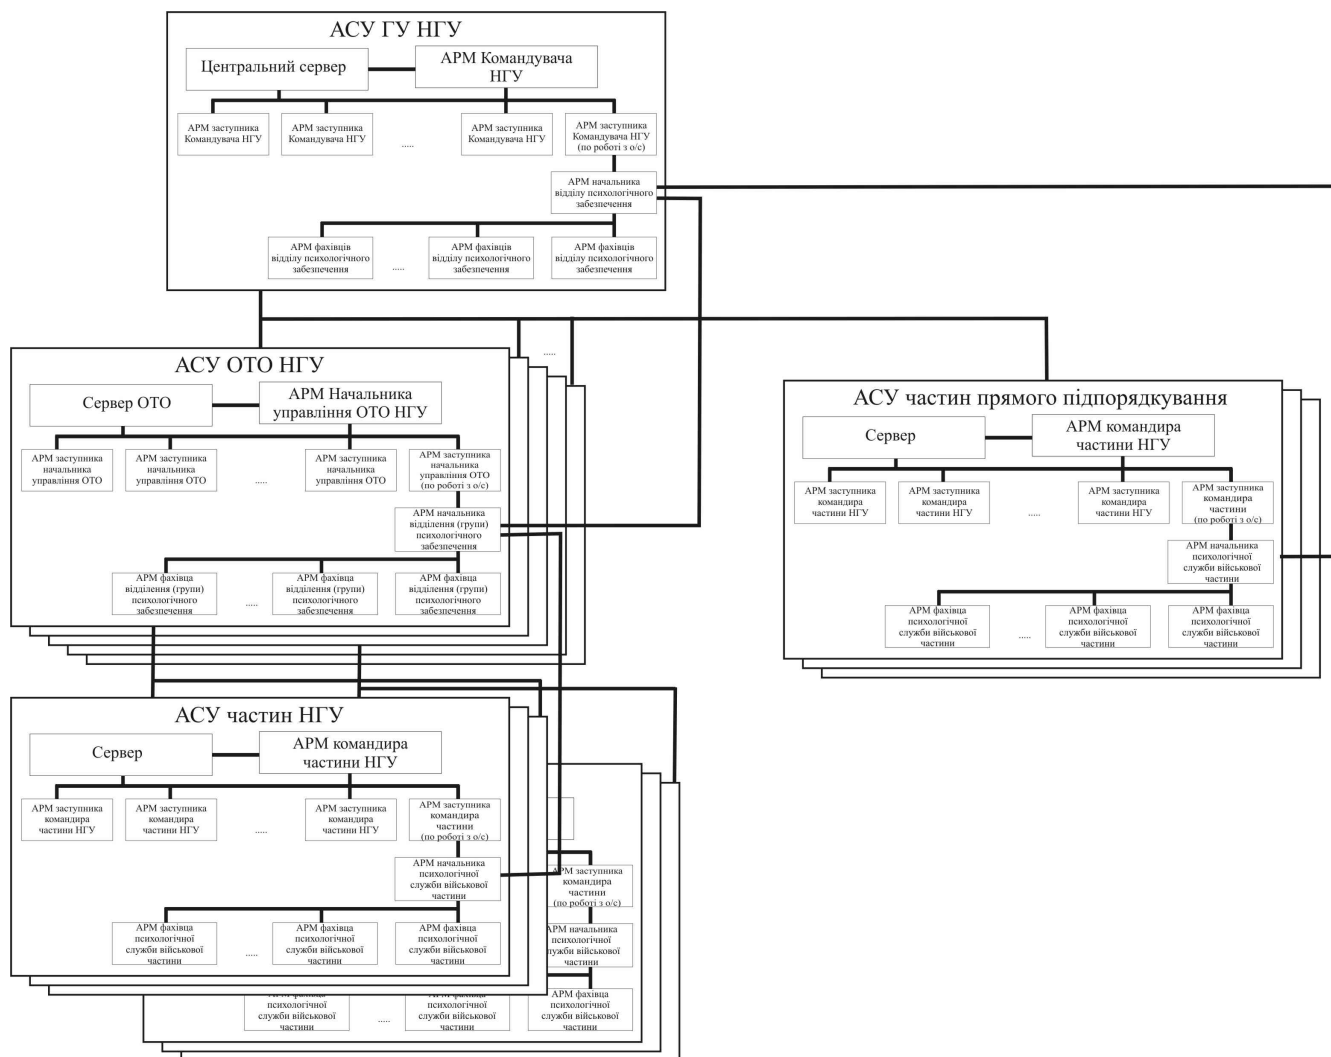 АСУ ГУ НГУ
Центральний сервер
АРМ Командувача
НГУ
АРМ заступника
Командувача НГУ
АРМ заступника
Командувача НГУ
.....
АРМ заступника
Командувача НГУ
АРМ заступника
Командувача НГУ
(по роботі з о/с)
АРМ начальника
відділу психологічного
забезпечення
АРМ фахівців
відділу психологічного
забезпечення
.....
АРМ фахівців
відділу психологічного
забезпечення
АРМ фахівців
відділу психологічного
забезпечення
.....
АСУ ОТО НГУ
Сервер ОТО
АРМ Начальника
управління ОТО НГУ
АРМ заступника
начальника
управління ОТО
АРМ заступника
начальника
управління ОТО
.....
АРМ заступника
начальника
управління ОТО
АРМ заступника
начальника
управління ОТО
(по роботі з о/с)
АРМ начальника
відділення (групи)
психологічного
забезпечення
АРМ фахівця
відділення (групи)
психологічного
забезпечення
.....
АРМ фахівця
відділення (групи)
психологічного
забезпечення
АРМ фахівця
відділення (групи)
психологічного
забезпечення
АСУ частин прямого підпорядкування
Сервер
АРМ командира
частини НГУ
АРМ заступника
командира
частини НГУ
АРМ заступника
командира
частини НГУ
.....
АРМ заступника
командира
частини НГУ
АРМ заступника
командира
частини
(по роботі з о/с)
АРМ начальника
психологічної
служби військової
частини
АРМ фахівця
психологічної
служби військової
частини
.....
АРМ фахівця
психологічної
служби військової
частини
АРМ фахівця
психологічної
служби військової
частини
АСУ частин НГУ
Сервер
АРМ командира
частини НГУ
АРМ заступника
командира
частини НГУ
АРМ заступника
командира
частини НГУ
.....
АРМ заступника
командира
частини НГУ
АРМ заступника
командира
частини
(по роботі з о/с)
АРМ начальника
психологічної
служби військової
частини
АРМ фахівця
психологічної
служби військової
частини
.....
АРМ фахівця
психологічної
служби військової
частини
АРМ фахівця
психологічної
служби військової
частини
АРМ заступника
командира
частини
(по роботі з о/с)
АРМ начальника
психологічної
служби військової
частини
АРМ фахівця
психологічної
служби військової
частини
.....
АРМ фахівця
психологічної
служби військової
частини
АРМ фахівця
психологічної
служби військової
частини